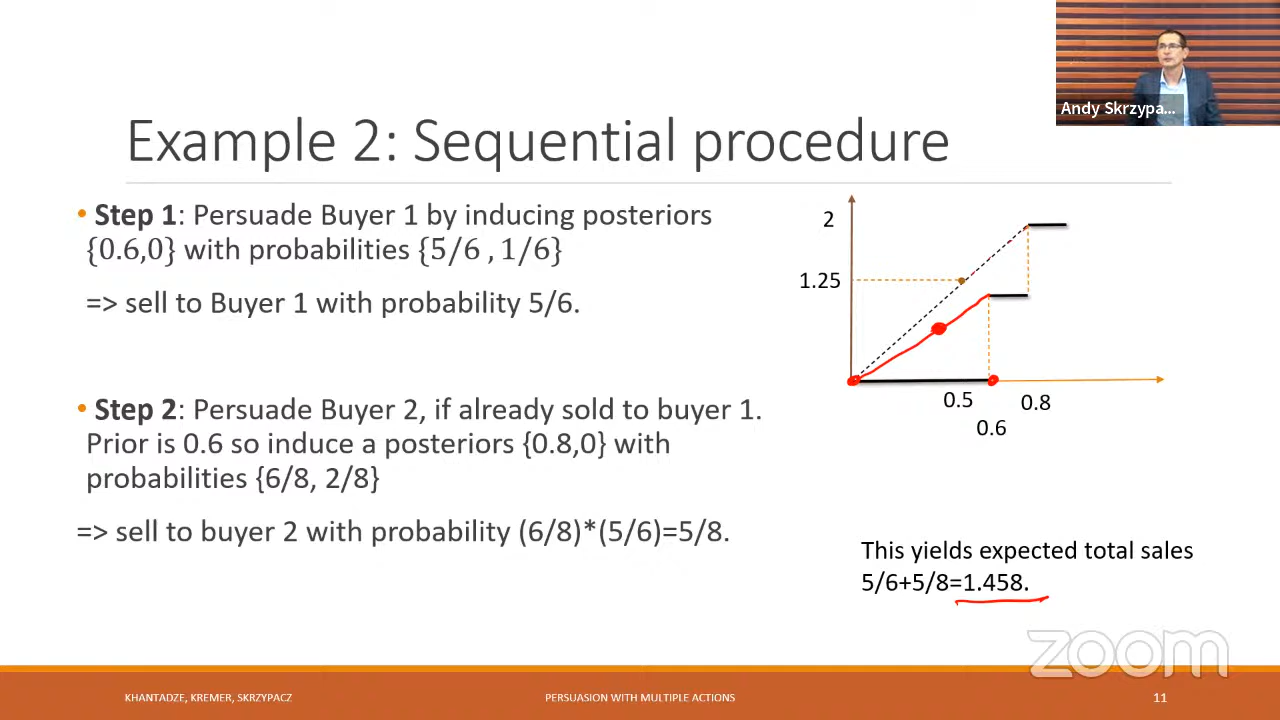 Andy Skrzypa...
Example 2: Sequential procedure
• Step 1: Persuade Buyer 1 by inducing posteriors
{0.6,0} with probabilities {5/6 , 1/6}
=> sell to Buyer 1 with probability 5/6.
• Step 2: Persuade Buyer 2, if already sold to buyer 1.
Prior is 0.6 so induce a posteriors {0.8,0} with
probabilities {6/8, 2/8}
=> sell to buyer 2 with probability (6/8)*(5/6)=5/8.
2
1.25
0.5
0.8
0.6
This yields expected total sales
5/6+5/8=1.458.
zoom
KHANTADZE, KREMER, SKRZYPACZ
PERSUASION WITH MULTIPLE ACTIONS
11